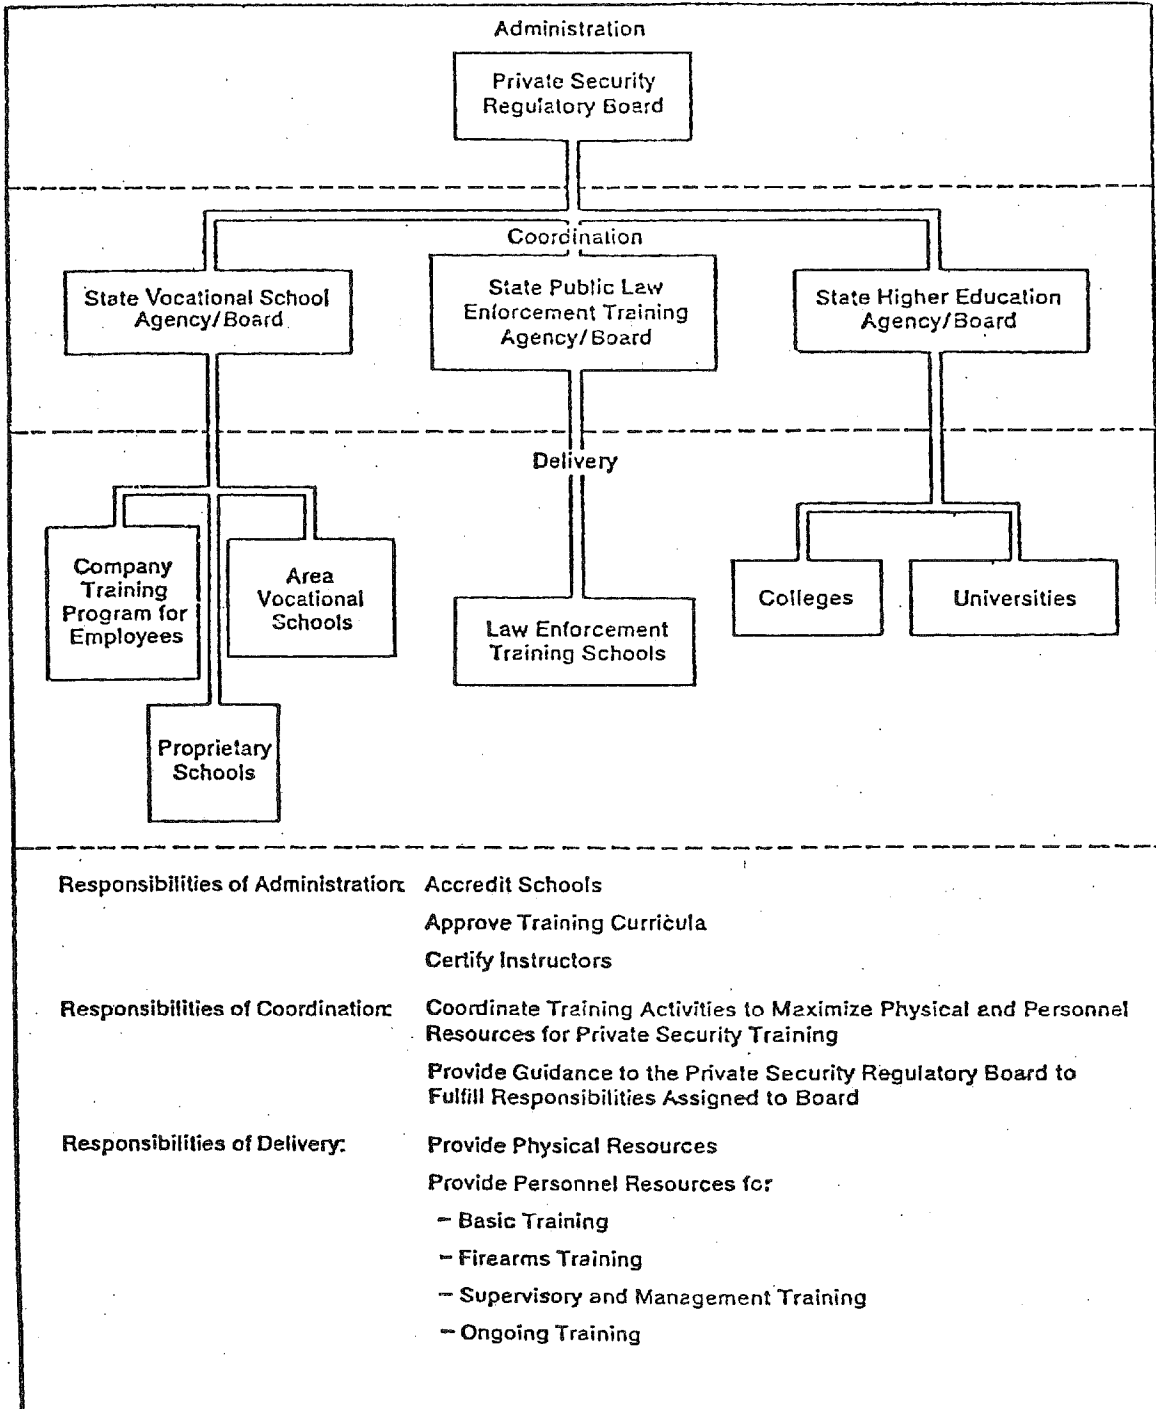 Administration
Private Security
Regulatory Board
Coordination
State Vocational School
Agency/Board
State Public Law
Enforcement Training
Agency/Board
State Higher Education
Agency/Board
Delivery
Company
Training
Program for
Employees
Area
Vocational
Schools
Proprietary
Schools
Law Enforcement
Training Schools
Colleges
Universities
Responsibilities of Administration: Accredit Schools
Approve Training Curricula
Certify Instructors
Responsibilities of Coordination: Coordinate Training Activities to Maximize Physical and Personnel
Resources for Private Security Training
Provide Guidance to the Private Security Regulatory Board to
Fulfill Responsibilities Assigned to Board
Responsibilities of Delivery: Provide Physical Resources
Provide Personnel Resources for
– Basic Training
– Firearms Training
– Supervisory and Management Training
– Ongoing Training